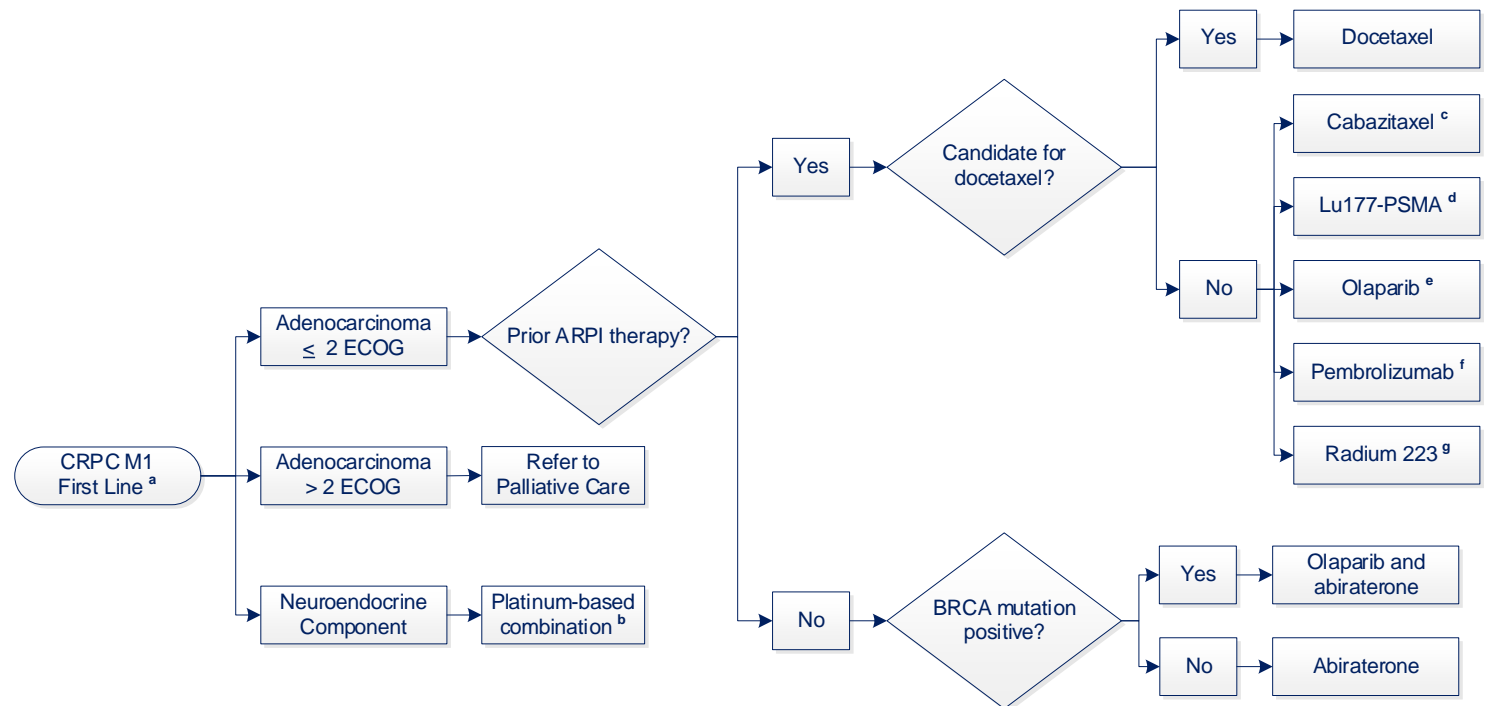 CRPC M1
First Line a
Adenocarcinoma
≤ 2 ECOG
Prior ARPI therapy?
Yes
Candidate for
docetaxel?
Yes
Docetaxel
No
Cabazitaxel c
Lu177-PSMA d
Olaparib e
Pembrolizumab f
Radium 223 g
No
BRCA mutation
positive?
Yes
Olaparib and
abiraterone
No
Abiraterone
Adenocarcinoma
> 2 ECOG
Refer to
Palliative Care
Neuroendocrine
Component
Platinum-based
combination b